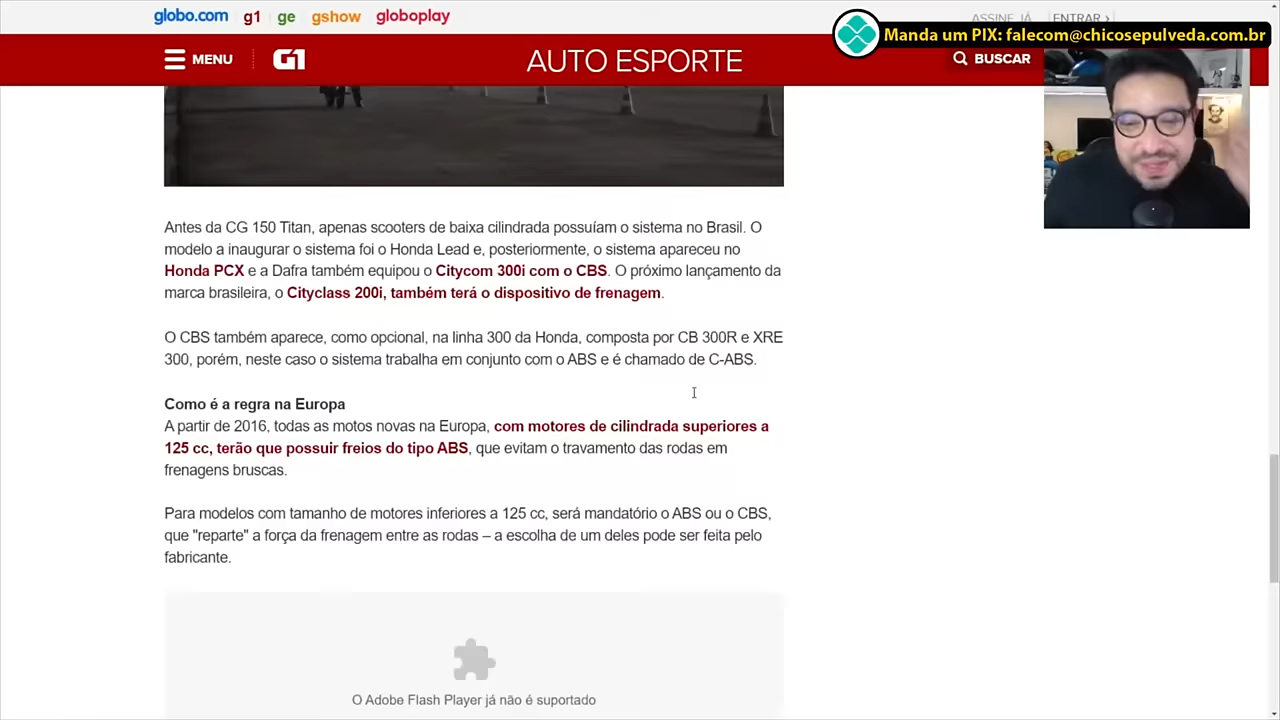 globo.com g1 ge gshow globoplay
ASSINE JÁ ENTRAR ›
Manda um PIX: falecom@chicosepulveda.com.br
MENU G1 AUTO ESPORTE BUSCAR
Antes da CG 150 Titan, apenas scooters de baixa cilindrada possuíam o sistema no Brasil. O
modelo a inaugurar o sistema foi o Honda Lead e, posteriormente, o sistema apareceu no
Honda PCX e a Dafra também equipou o Citycom 300i com o CBS. O próximo lançamento da
marca brasileira, o Cityclass 200i, também terá o dispositivo de frenagem.
O CBS também aparece, como opcional, na linha 300 da Honda, composta por CB 300R e XRE
300, porém, neste caso o sistema trabalha em conjunto com o ABS e é chamado de C-ABS.
Como é a regra na Europa
A partir de 2016, todas as motos novas na Europa, com motores de cilindrada superiores a
125 cc, terão que possuir freios do tipo ABS, que evitam o travamento das rodas em
frenagens bruscas.
Para modelos com tamanho de motores inferiores a 125 cc, será mandatório o ABS ou o CBS,
que "reparte" a força da frenagem entre as rodas – a escolha de um deles pode ser feita pelo
fabricante.
O Adobe Flash Player já não é suportado